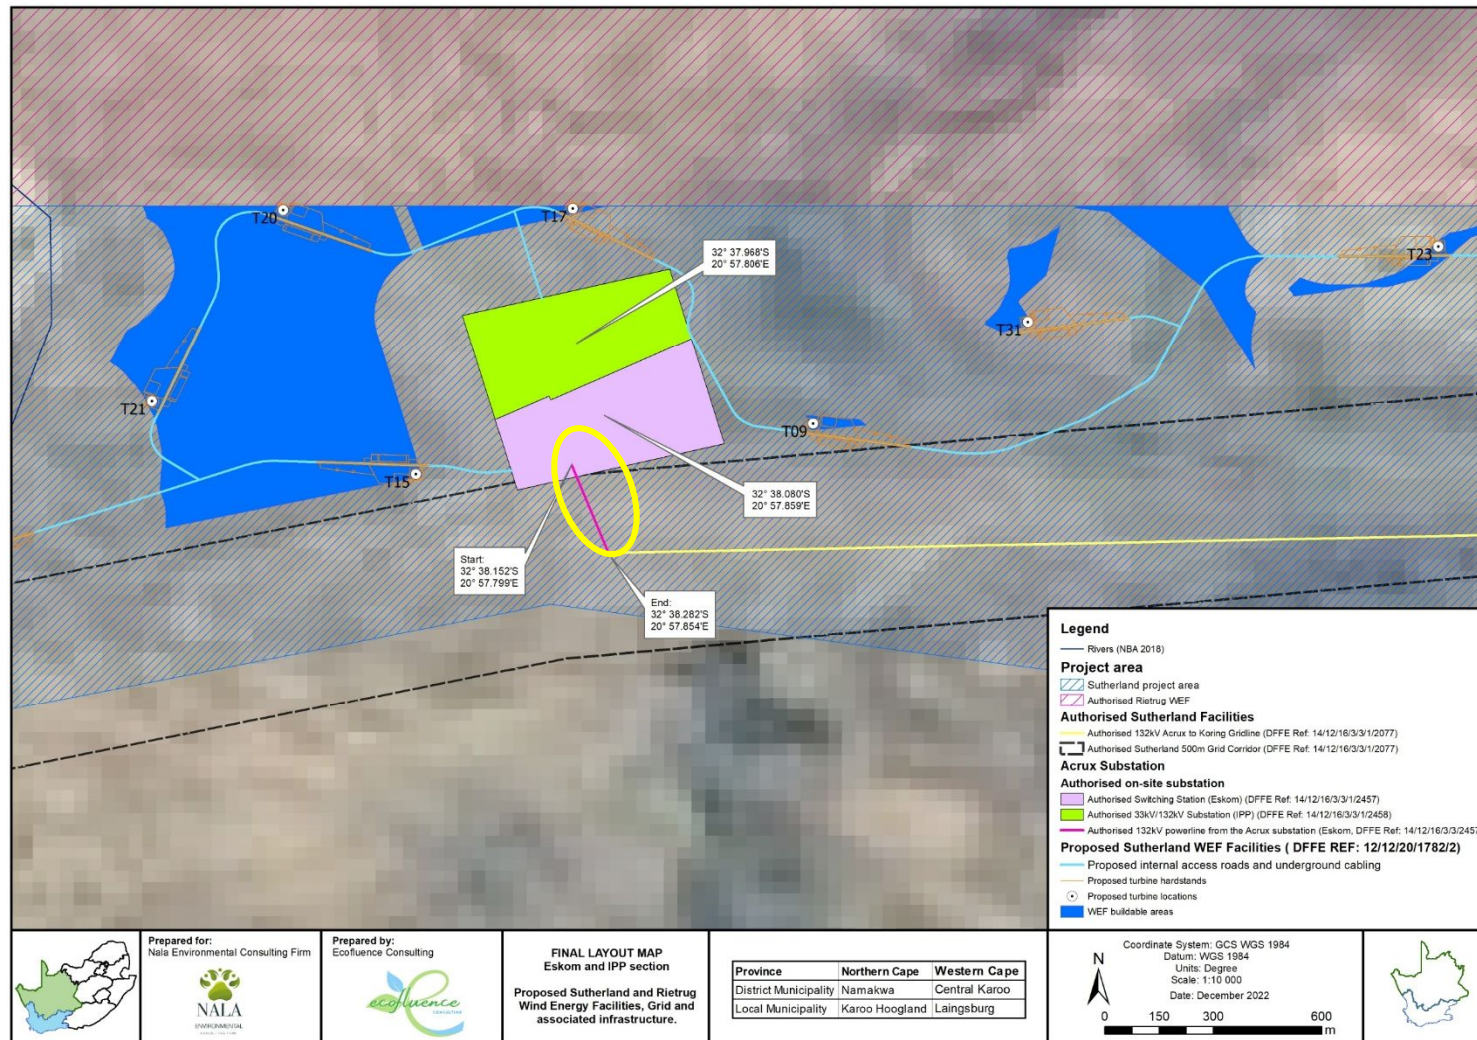 T20
T17
32° 37.968'S
20° 57.806'E
T23
T31
T21
T09
T15
32° 38.080'S
20° 57.859'E
Start:
32° 38.152'S
20° 57.799'E
End:
32° 38.282'S
20° 57.854'E
Legend
Rivers (NBA 2018)
Project area
Sutherland project area
Authorised Rietrug WEF
Authorised Sutherland Facilities
Authorised 132kV Acrux to Koring Gridline (DFFE Ref: 14/12/16/3/3/1/2077)
Authorised Sutherland 500m Grid Corridor (DFFE Ref: 14/12/16/3/3/1/2077)
Acrux Substation
Authorised on-site substation
Authorised Switching Station (Eskom) (DFFE Ref: 14/12/16/3/3/1/2457)
Authorised 33kV/132kV Substation (IPP) (DFFE Ref: 14/12/16/3/3/1/2458)
Authorised 132kV powerline from the Acrux substation (Eskom, DFFE Ref: 14/12/16/3/3/2457
Proposed Sutherland WEF Facilities ( DFFE REF: 12/12/20/1782/2)
Proposed internal access roads and underground cabling
Proposed turbine hardstands
Proposed turbine locations
WEF buildable areas
Prepared for:
Nala Environmental Consulting Firm
NALA
ENVIRONMENTAL
Prepared by:
Ecofluence Consulting
ecofluence
CONSULTING
FINAL LAYOUT MAP
Eskom and IPP section
Proposed Sutherland and Rietrug
Wind Energy Facilities, Grid and
associated infrastructure.
Province Northern Cape Western Cape
District Municipality Namakwa Central Karoo
Local Municipality Karoo Hoogland Laingsburg
N
Coordinate System: GCS WGS 1984
Datum: WGS 1984
Units: Degree
Scale: 1:10 000
Date: December 2022
0 150 300 600
m